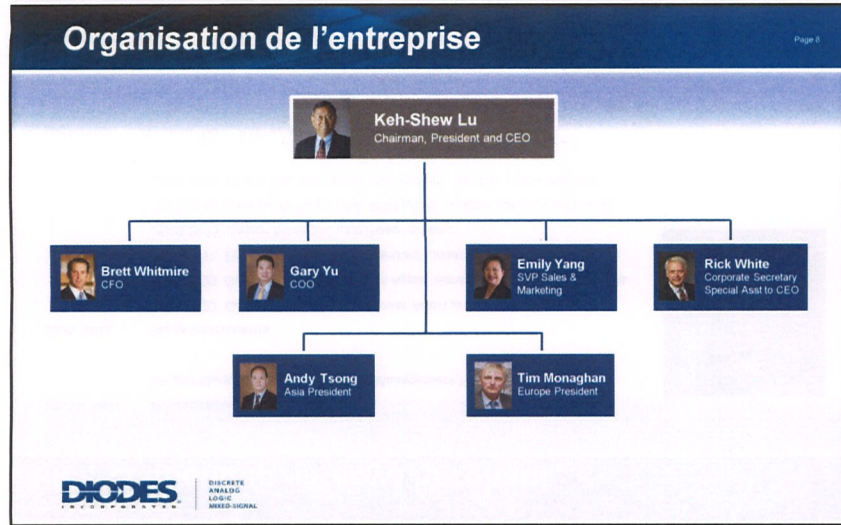 Organisation de l'entreprise
Page 8
Keh-Shew Lu
Chairman, President and CEO
Brett Whitmire
CFO
Gary Yu
COO
Emily Yang
SVP Sales &
Marketing
Rick White
Corporate Secretary
Special Asst to CEO
Andy Tsong
Asia President
Tim Monaghan
Europe President
DIODES
INCORPORATED
DISCRETE
ANALOG
LOGIC
MIXED-SIGNAL